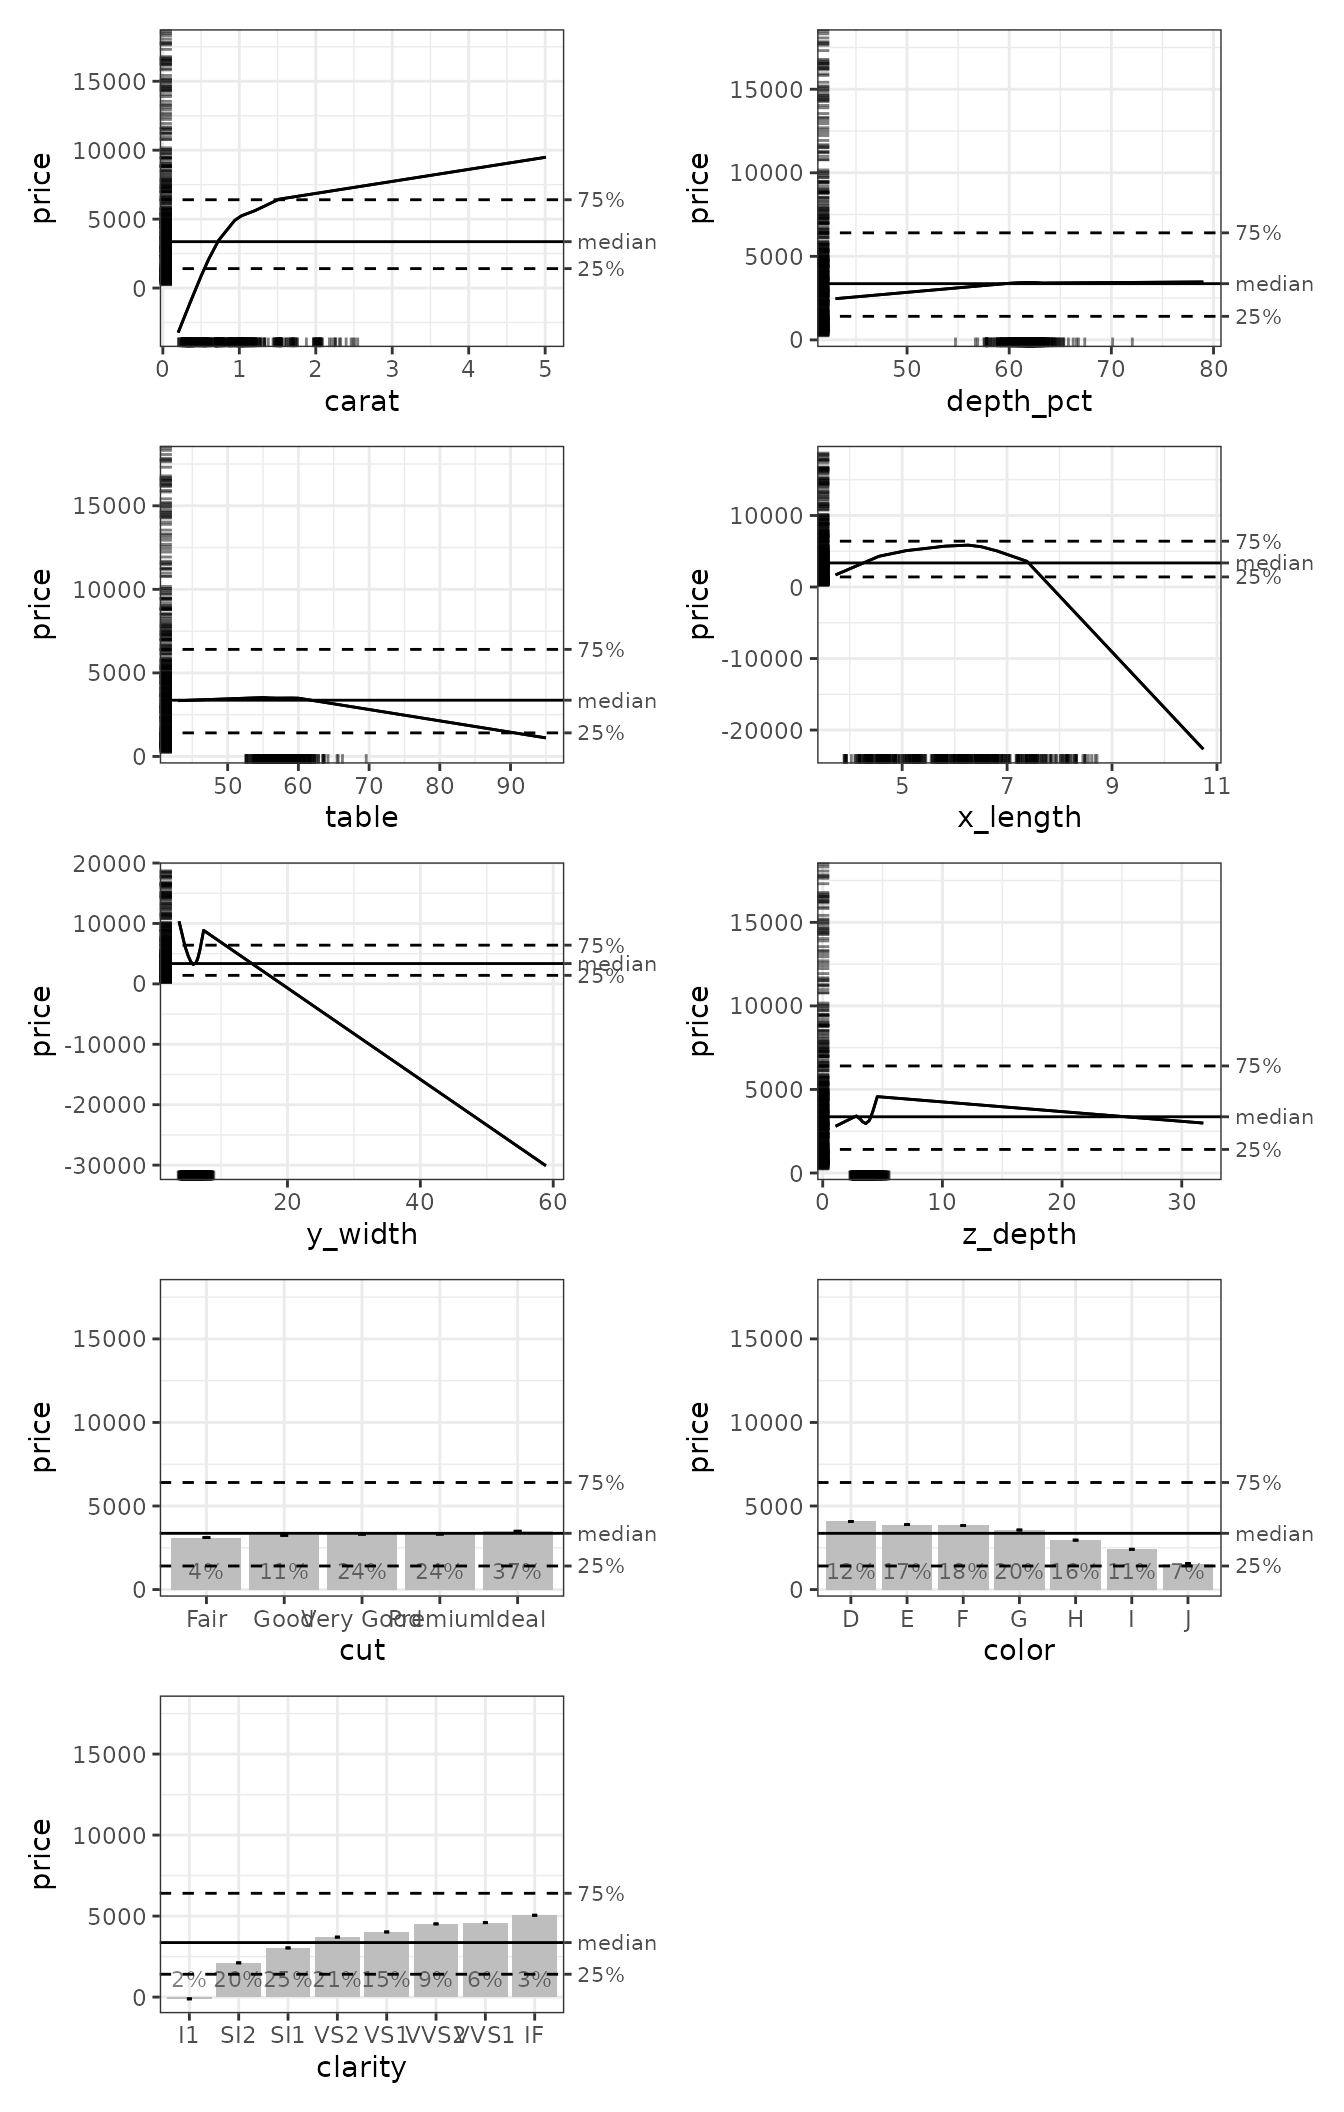 price
15000
10000
5000
0
75%
median
25%
0 1 2 3 4 5
carat
price
15000
10000
5000
0
75%
median
25%
50 60 70 80
depth_pct
price
15000
10000
5000
0
75%
median
25%
50 60 70 80 90
table
price
10000
0
-10000
-20000
75%
median
25%
5 7 9 11
x_length
price
20000
10000
0
-10000
-20000
-30000
75%
median
25%
20 40 60
y_width
price
15000
10000
5000
0
75%
median
25%
0 10 20 30
z_depth
price
15000
10000
5000
0
75%
median
25%
4% 11% 24% 24% 37%
Fair Good Very Good Premium Ideal
cut
price
15000
10000
5000
0
75%
median
25%
12% 17% 18% 20% 16% 11% 7%
D E F G H I J
color
price
15000
10000
5000
0
75%
median
25%
2% 20% 25% 21% 15% 9% 6% 3%
I1 SI2 SI1 VS2 VS1 VVS2 VVS1 IF
clarity